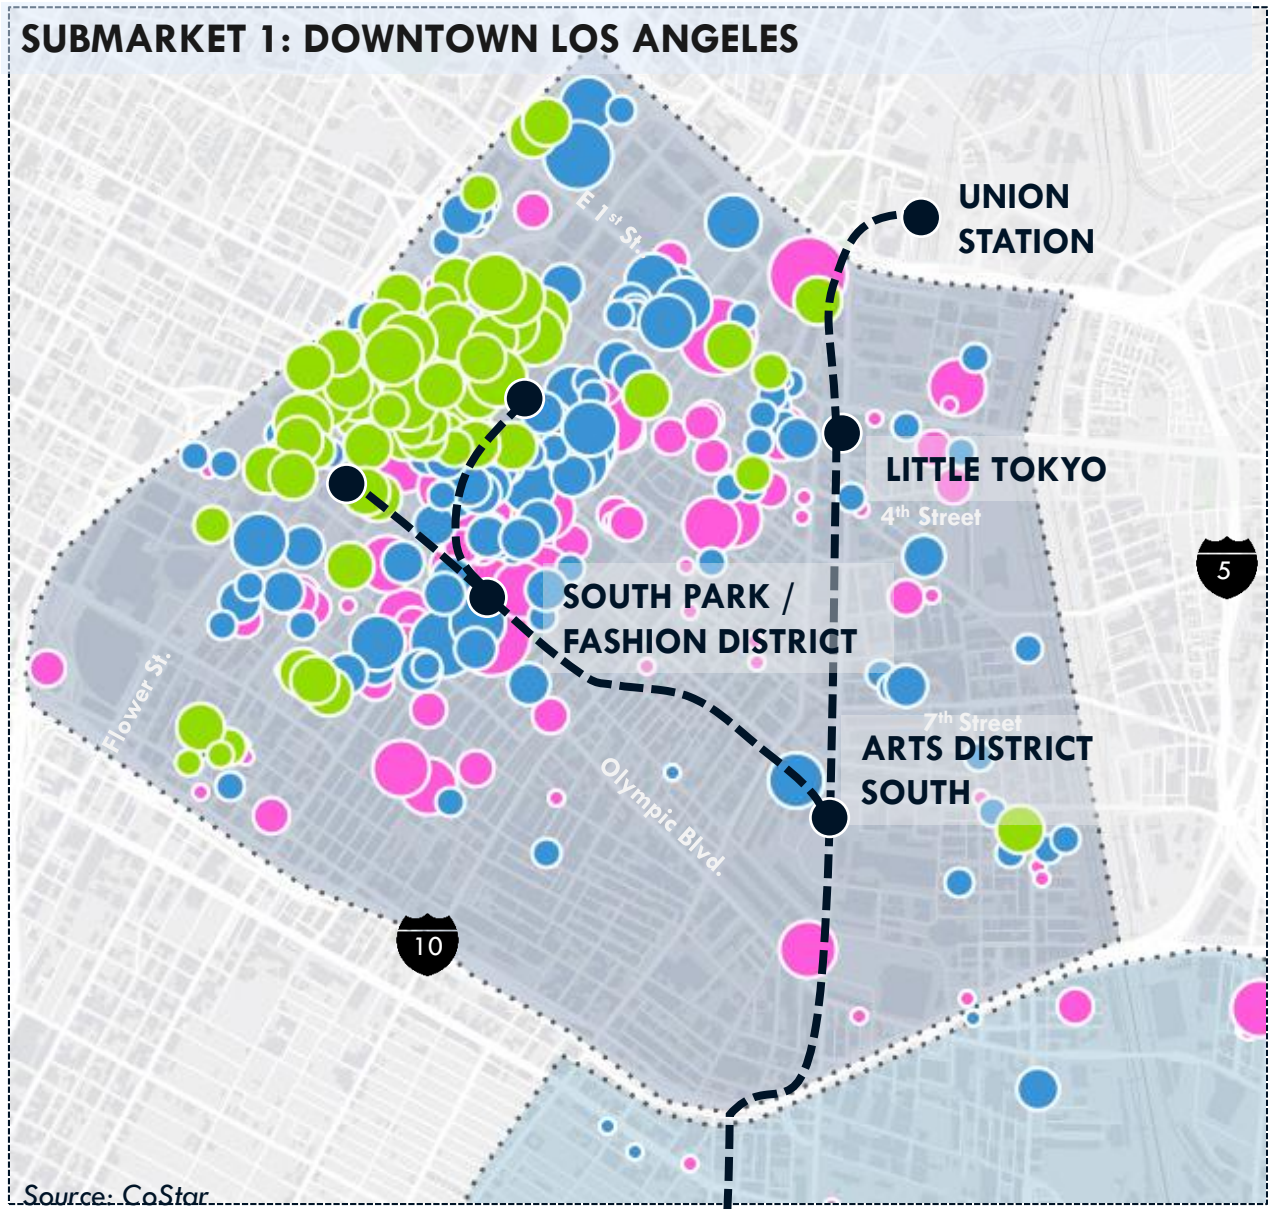 SUBMARKET 1: DOWNTOWN LOS ANGELES
UNION
STATION
E 1st St.
LITTLE TOKYO
4th Street
5
SOUTH PARK /
FASHION DISTRICT
Flower St.
7th Street
ARTS DISTRICT
SOUTH
Olympic Blvd.
10
Source: CoStar